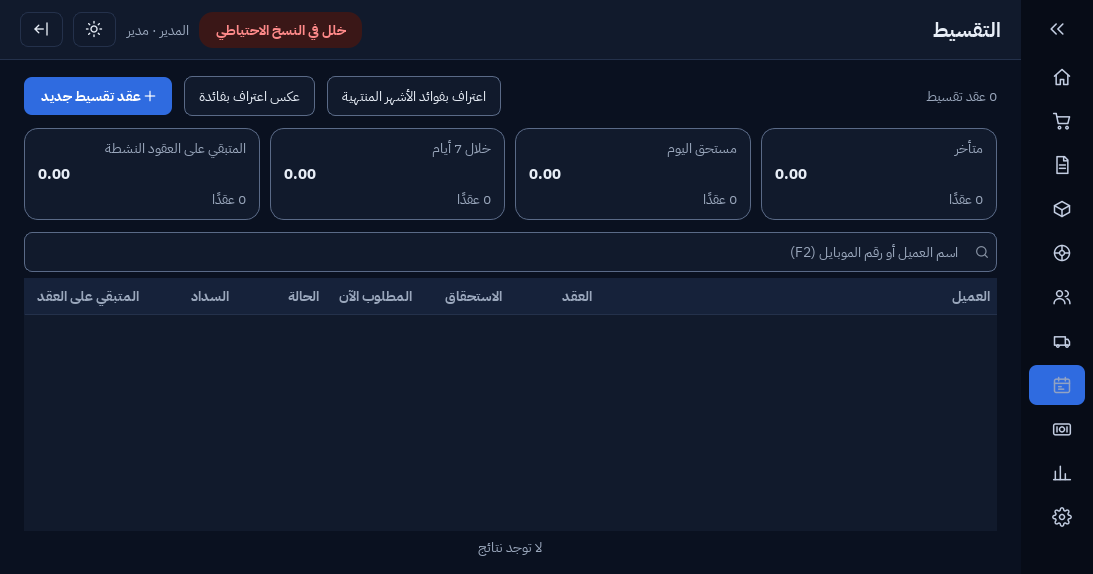 التقسيط
خلل في النسخ الاحتياطي
المدير · مدير
0 عقد تقسيط
اعتراف بفوائد الأشهر المنتهية
عكس اعتراف بفائدة
+ عقد تقسيط جديد
متأخر
0.00
0 عقدًا
مستحق اليوم
0.00
0 عقدًا
خلال 7 أيام
0.00
0 عقدًا
المتبقي على العقود النشطة
0.00
0 عقدًا
اسم العميل أو رقم الموبايل (F2)
العميل العقد الاستحقاق المطلوب الآن الحالة السداد المتبقي على العقد
لا توجد نتائج